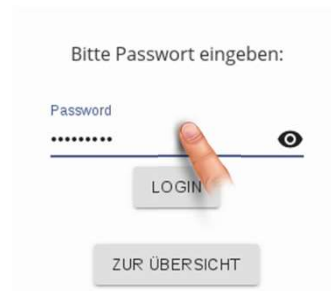 Bitte Passwort eingeben:
Password
•••••••••
LOGIN
ZUR ÜBERSICHT